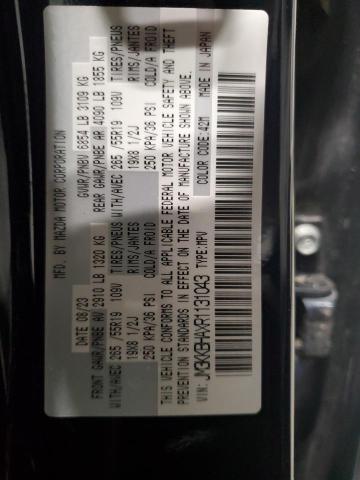 MFD. BY MAZDA MOTOR CORPORATION
GVWR/PNBV 6854 LB 3109 KG
DATE 08/23
FRONT GAWR/PNBE AV 2910 LB 1320 KG REAR GAWR/PNBE AR 4090 LB 1855 KG
WITH/AVEC 265 /55R19 109V TIRES/PNEUS WITH/AVEC 265 /55R19 109V TIRES/PNEUS
19X8 1/2J RIMS/JANTES 19X8 1/2J RIMS/JANTES
250 KPA/36 PSI COLD/A FROID 250 KPA/36 PSI COLD/A FROID
THIS VEHICLE CONFORMS TO ALL APPLICABLE FEDERAL MOTOR VEHICLE SAFETY AND THEFT
PREVENTION STANDARDS IN EFFECT ON THE DATE OF MANUFACTURE SHOWN ABOVE.
MADE IN JAPAN
VIN: JM3KKBHAXR1131043 TYPE:MPV COLOR CODE:42M